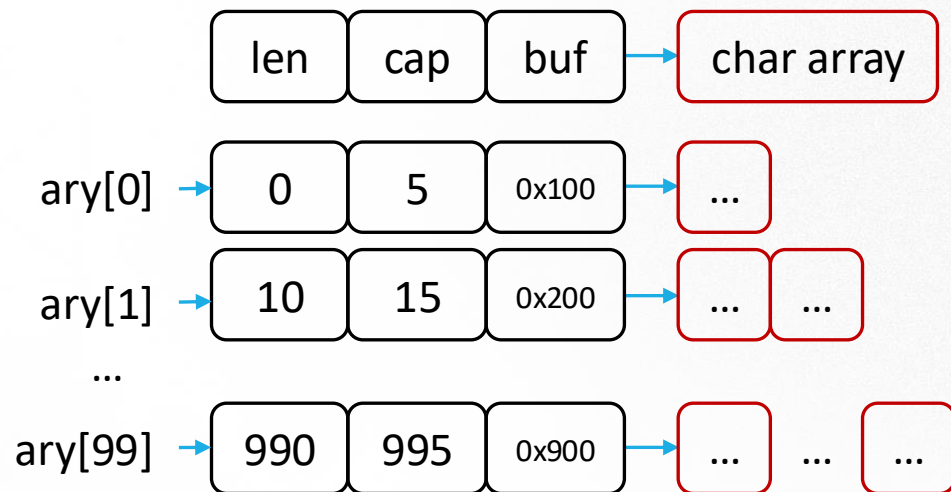 len cap buf char array
ary[0] 0 5 0x100 ...
ary[1] 10 15 0x200 ... ...
...
ary[99] 990 995 0x900 ... ... ...